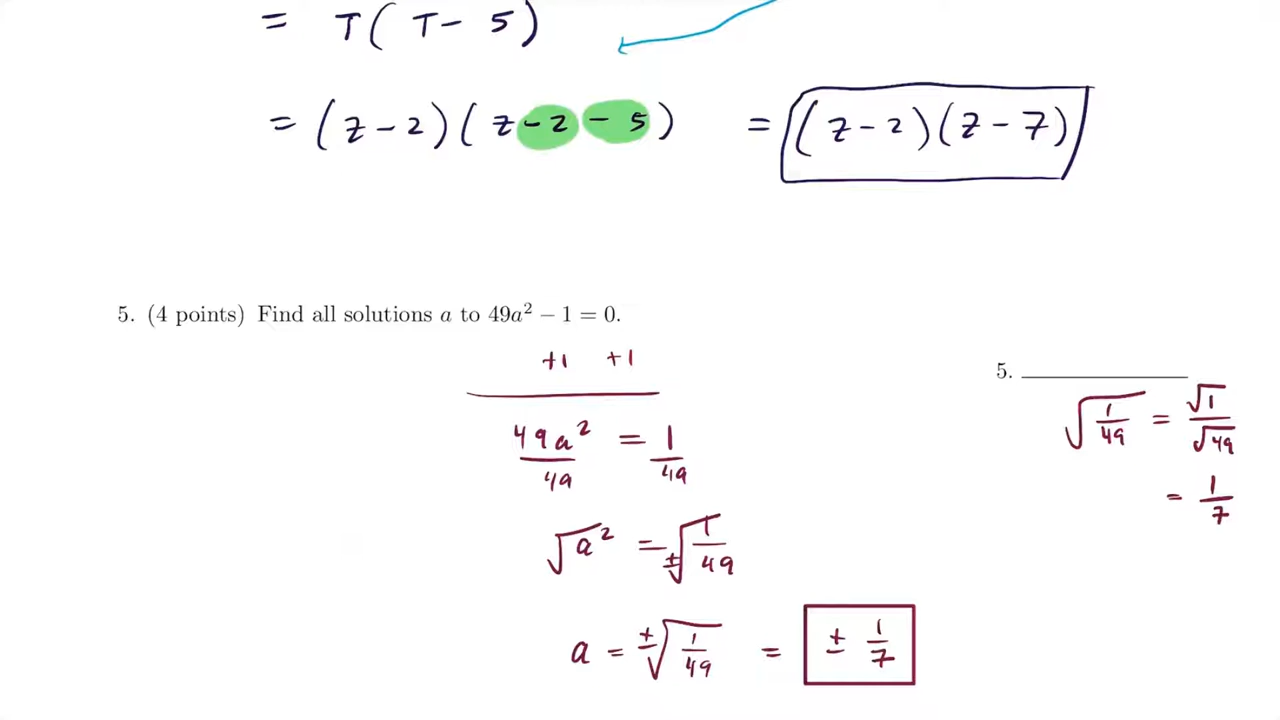 = T(T-5)
= (z-2)(z-2-5) = (z-2)(z-7)
5. (4 points) Find all solutions a to 49a² − 1 = 0.
+1 +1
5. ____________
49a²/49 = 1/49
√(1/49) = √1/√49
= 1/7
√a² = ±√(1/49)
a = ±√(1/49) = ± 1/7